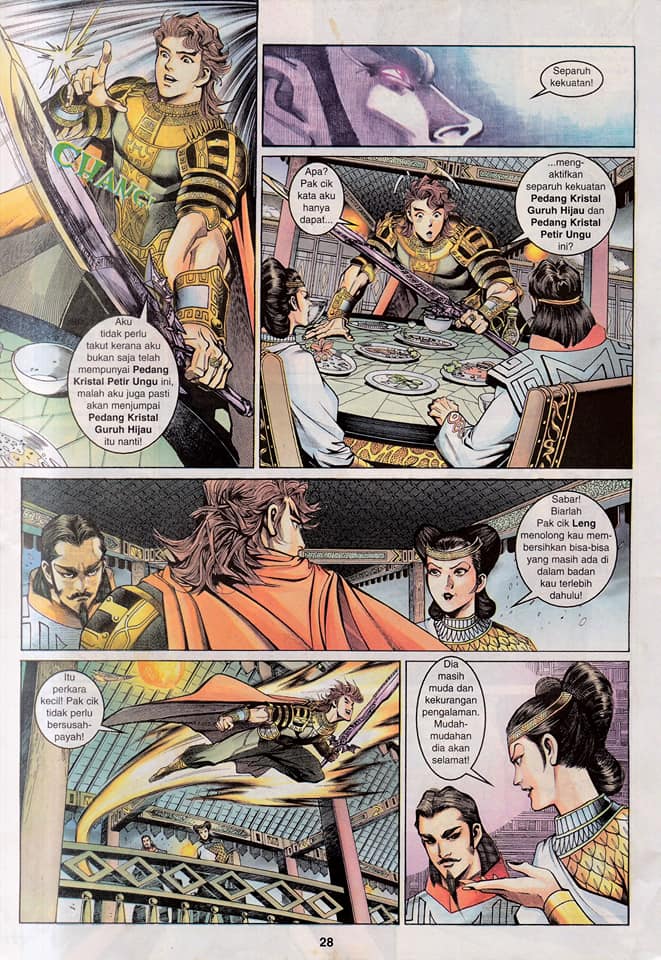 CHANG
Aku
tidak perlu
takut kerana aku
bukan saja telah
mempunyai Pedang
Kristal Petir Ungu ini,
malah aku juga pasti
akan menjumpai
Pedang Kristal
Guruh Hijau
itu nanti!
Separuh
kekuatan!
Apa?
Pak cik
kata aku
hanya
dapat...
...meng-
aktifkan
separuh kekuatan
Pedang Kristal
Guruh Hijau dan
Pedang Kristal
Petir Ungu
ini?
Sabar!
Biarlah
Pak cik Leng
menolong kau mem-
bersihkan bisa-bisa
yang masih ada di
dalam badan
kau terlebih
dahulu!
Itu
perkara
kecil! Pak cik
tidak perlu
bersusah-
payah!
Dia
masih
muda dan
kekurangan
pengalaman.
Mudah-
mudahan
dia akan
selamat!
28